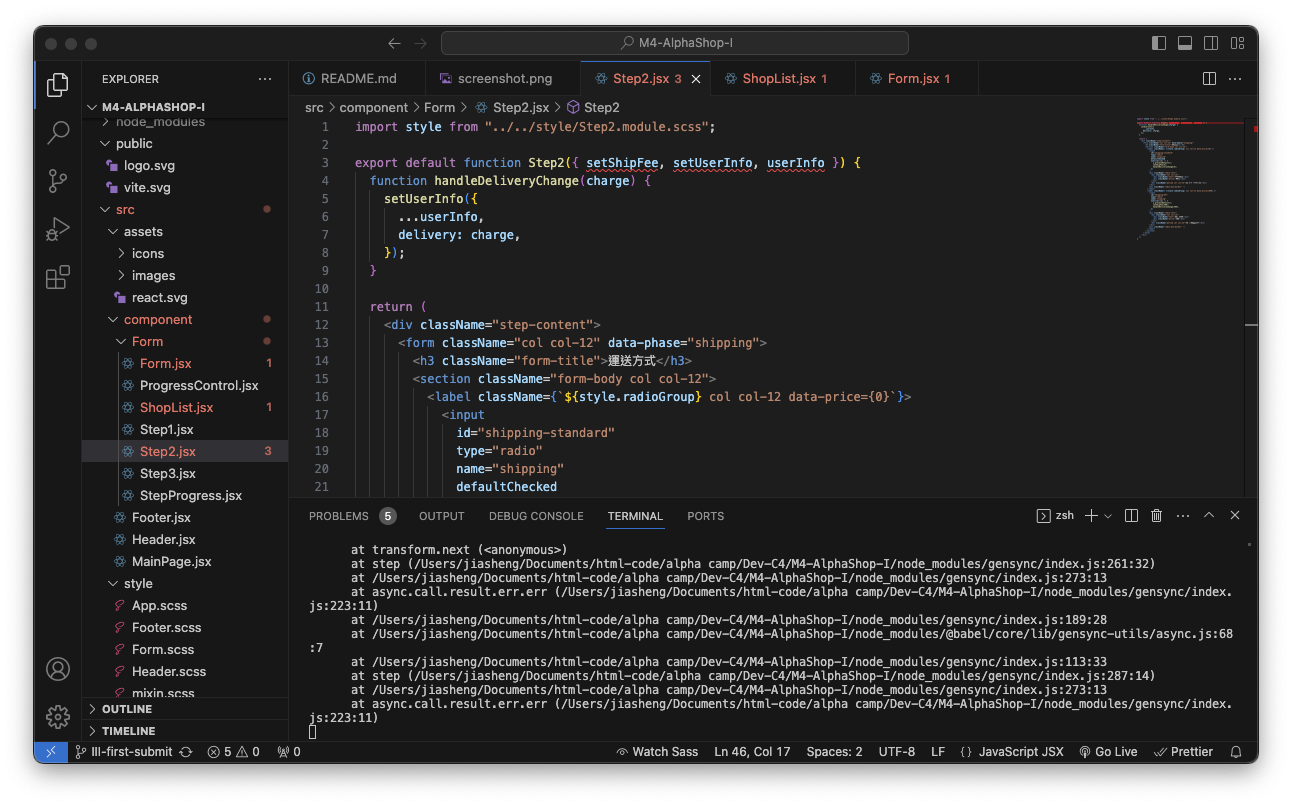 M4-AlphaShop-I
EXPLORER
M4-ALPHASHOP-I
node_modules
public
logo.svg
vite.svg
src
assets
icons
images
react.svg
component
Form
Form.jsx 1
ProgressControl.jsx
ShopList.jsx 1
Step1.jsx
Step2.jsx 3
Step3.jsx
StepProgress.jsx
Footer.jsx
Header.jsx
MainPage.jsx
style
App.scss
Footer.scss
Form.scss
Header.scss
mixin.scss
OUTLINE
TIMELINE
README.md screenshot.png Step2.jsx 3 ShopList.jsx 1 Form.jsx 1
src > component > Form > Step2.jsx > Step2
1 import style from "../../style/Step2.module.scss";
2
3 export default function Step2({ setShipFee, setUserInfo, userInfo }) {
4 function handleDeliveryChange(charge) {
5 setUserInfo({
6 ...userInfo,
7 delivery: charge,
8 });
9 }
10
11 return (
12 <div className="step-content">
13 <form className="col col-12" data-phase="shipping">
14 <h3 className="form-title">運送方式</h3>
15 <section className="form-body col col-12">
16 <label className={`${style.radioGroup} col col-12 data-price={0}`}>
17 <input
18 id="shipping-standard"
19 type="radio"
20 name="shipping"
21 defaultChecked
PROBLEMS 5 OUTPUT DEBUG CONSOLE TERMINAL PORTS zsh
at transform.next (<anonymous>)
at step (/Users/jiasheng/Documents/html-code/alpha camp/Dev-C4/M4-AlphaShop-I/node_modules/gensync/index.js:261:32)
at /Users/jiasheng/Documents/html-code/alpha camp/Dev-C4/M4-AlphaShop-I/node_modules/gensync/index.js:273:13
at async.call.result.err.err (/Users/jiasheng/Documents/html-code/alpha camp/Dev-C4/M4-AlphaShop-I/node_modules/gensync/index.
js:223:11)
at /Users/jiasheng/Documents/html-code/alpha camp/Dev-C4/M4-AlphaShop-I/node_modules/gensync/index.js:189:28
at /Users/jiasheng/Documents/html-code/alpha camp/Dev-C4/M4-AlphaShop-I/node_modules/@babel/core/lib/gensync-utils/async.js:68
:7
at /Users/jiasheng/Documents/html-code/alpha camp/Dev-C4/M4-AlphaShop-I/node_modules/gensync/index.js:113:33
at step (/Users/jiasheng/Documents/html-code/alpha camp/Dev-C4/M4-AlphaShop-I/node_modules/gensync/index.js:287:14)
at /Users/jiasheng/Documents/html-code/alpha camp/Dev-C4/M4-AlphaShop-I/node_modules/gensync/index.js:273:13
at async.call.result.err.err (/Users/jiasheng/Documents/html-code/alpha camp/Dev-C4/M4-AlphaShop-I/node_modules/gensync/index.
js:223:11)
III-first-submit 5 0 0 Watch Sass Ln 46, Col 17 Spaces: 2 UTF-8 LF {} JavaScript JSX Go Live Prettier